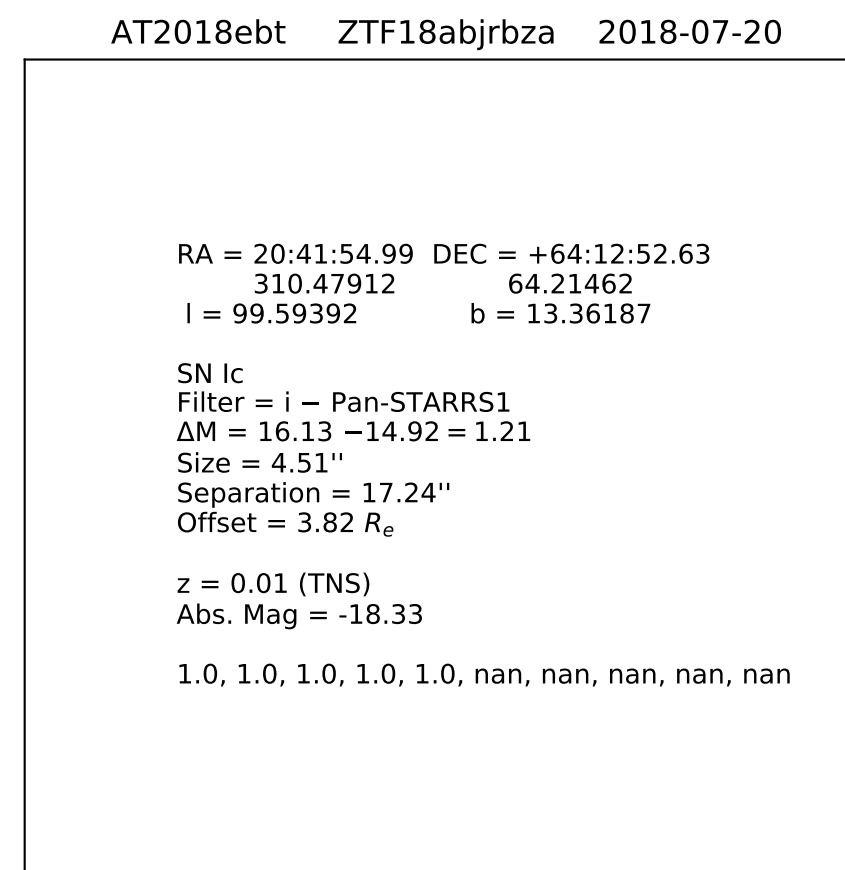 AT2018ebt ZTF18abjrbza 2018-07-20
RA = 20:41:54.99 DEC = +64:12:52.63
310.47912 64.21462
l = 99.59392 b = 13.36187
SN Ic
Filter = i − Pan-STARRS1
ΔM = 16.13 −14.92 = 1.21
Size = 4.51''
Separation = 17.24''
Offset = 3.82 Re
z = 0.01 (TNS)
Abs. Mag = -18.33
1.0, 1.0, 1.0, 1.0, 1.0, nan, nan, nan, nan, nan